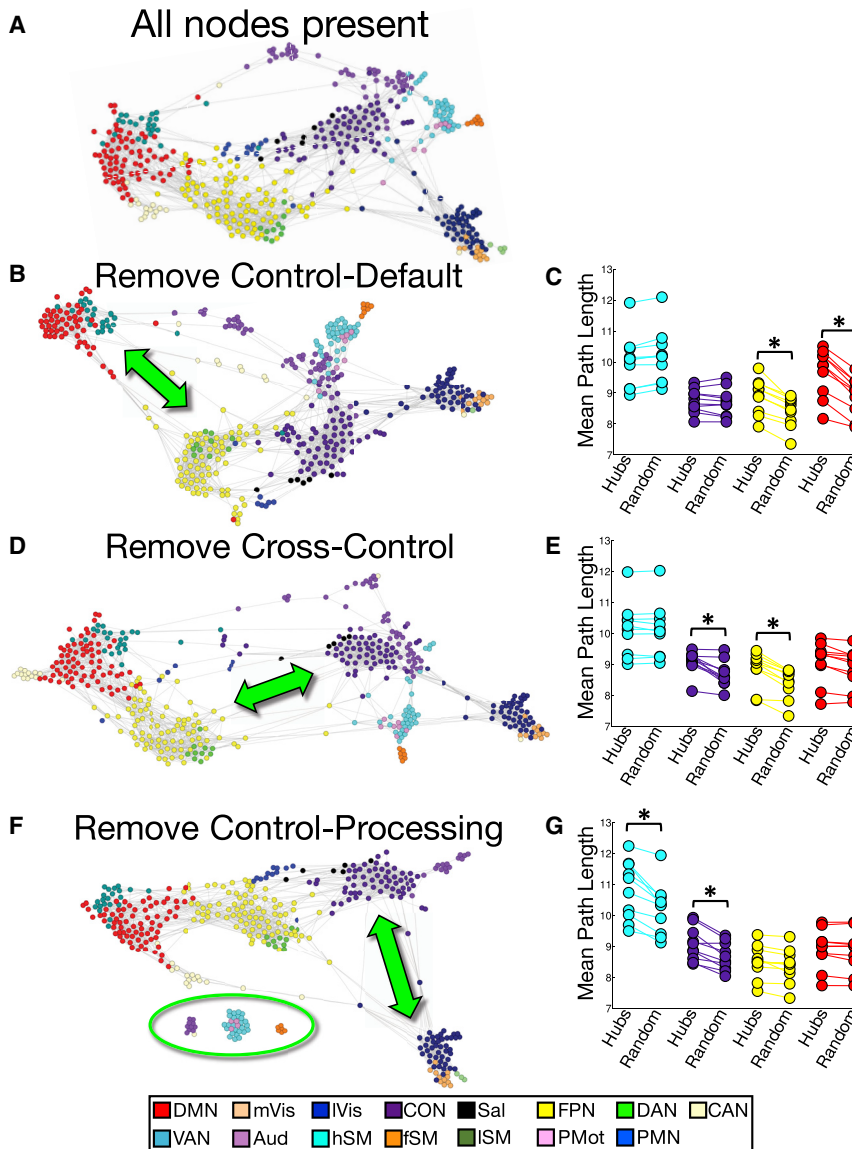 A
All nodes present
B
Remove Control-Default
C
Mean Path Length
13
12
11
10
9
8
7
*
*
Hubs
Random
Hubs
Random
Hubs
Random
Hubs
Random
D
Remove Cross-Control
E
Mean Path Length
13
12
11
10
9
8
7
*
*
Hubs
Random
Hubs
Random
Hubs
Random
Hubs
Random
F
Remove Control-Processing
G
Mean Path Length
13
12
11
10
9
8
7
*
*
Hubs
Random
Hubs
Random
Hubs
Random
Hubs
Random
DMN mVis lVis CON Sal FPN DAN CAN
VAN Aud hSM fSM lSM PMot PMN